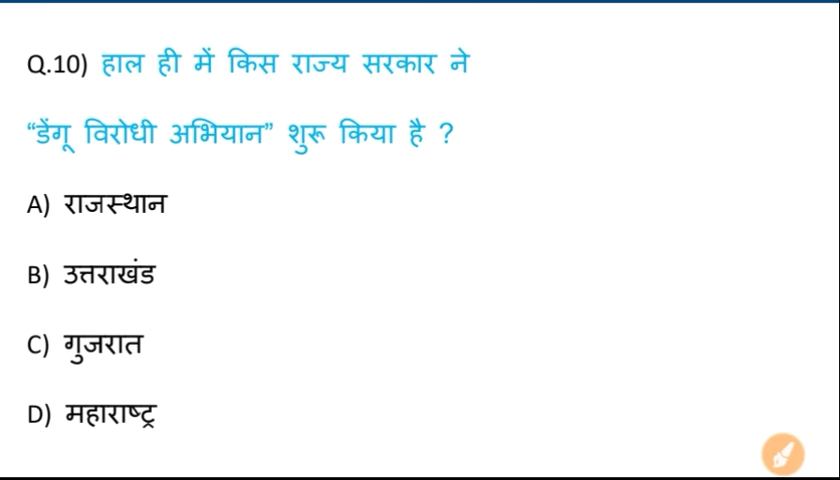 Q.10) हाल ही में किस राज्य सरकार ने
“डेंगू विरोधी अभियान” शुरू किया है ?
A) राजस्थान
B) उत्तराखंड
C) गुजरात
D) महाराष्ट्र